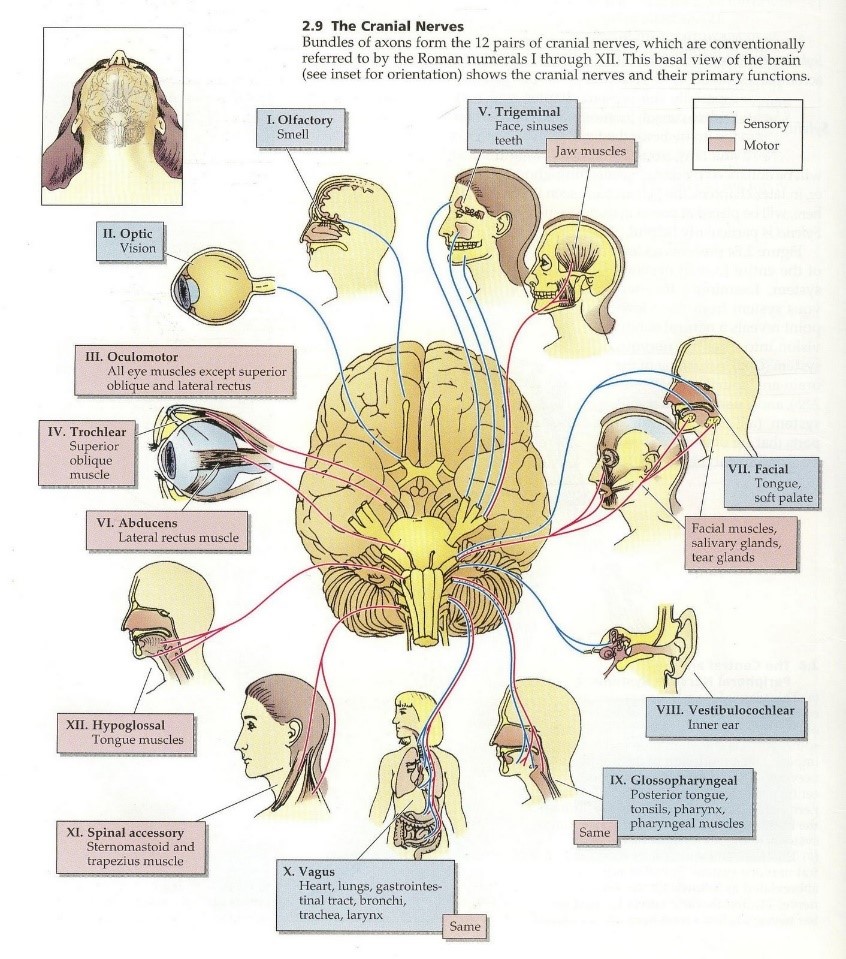 2.9 The Cranial Nerves
Bundles of axons form the 12 pairs of cranial nerves, which are conventionally
referred to by the Roman numerals I through XII. This basal view of the brain
(see inset for orientation) shows the cranial nerves and their primary functions.
I. Olfactory
Smell
V. Trigeminal
Face, sinuses
teeth
Jaw muscles
Sensory
Motor
II. Optic
Vision
III. Oculomotor
All eye muscles except superior
oblique and lateral rectus
IV. Trochlear
Superior
oblique
muscle
VI. Abducens
Lateral rectus muscle
VII. Facial
Tongue,
soft palate
Facial muscles,
salivary glands,
tear glands
XII. Hypoglossal
Tongue muscles
VIII. Vestibulocochlear
Inner ear
IX. Glossopharyngeal
Posterior tongue,
tonsils, pharynx,
pharyngeal muscles
Same
XI. Spinal accessory
Sternomastoid and
trapezius muscle
X. Vagus
Heart, lungs, gastrointes-
tinal tract, bronchi,
trachea, larynx
Same